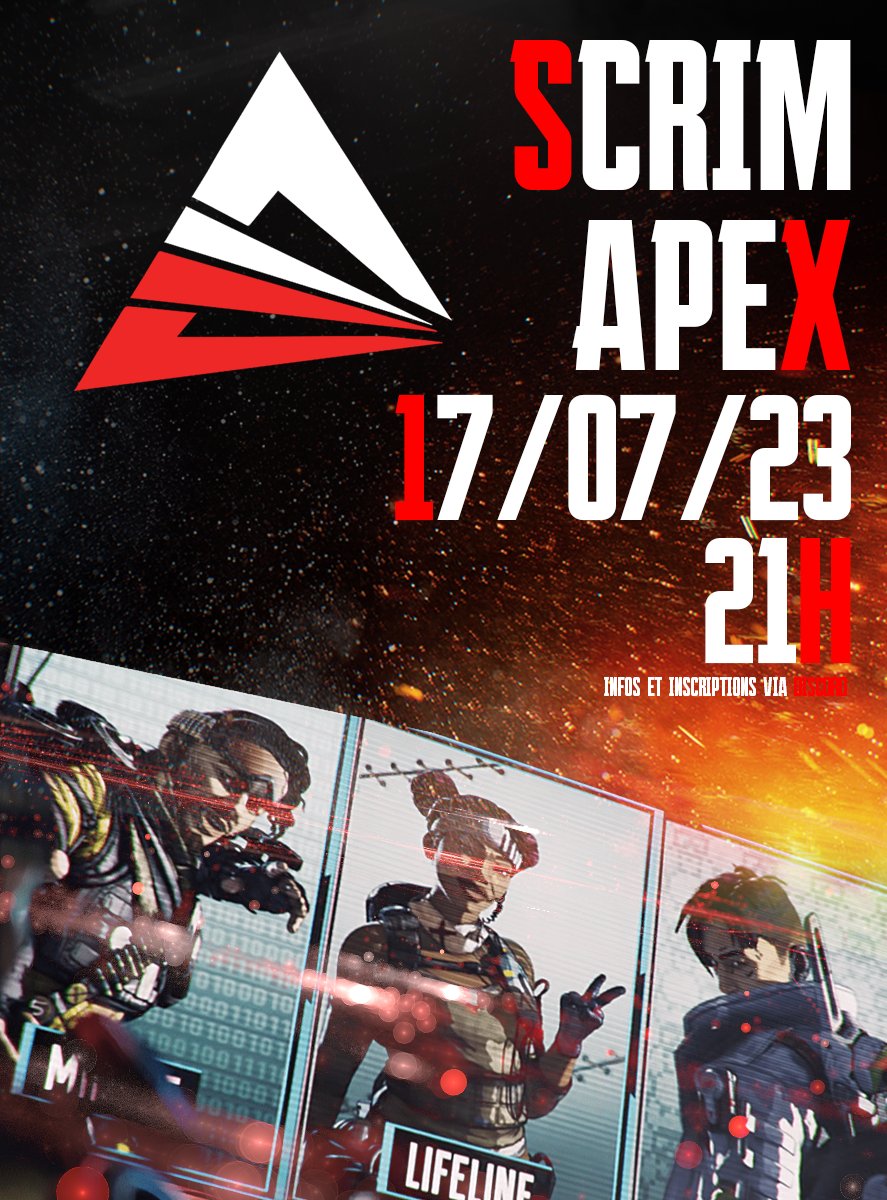 SCRIM
APEX
17/07/23
21H
INFOS ET INSCRIPTIONS VIA DISCORD
LIFELINE